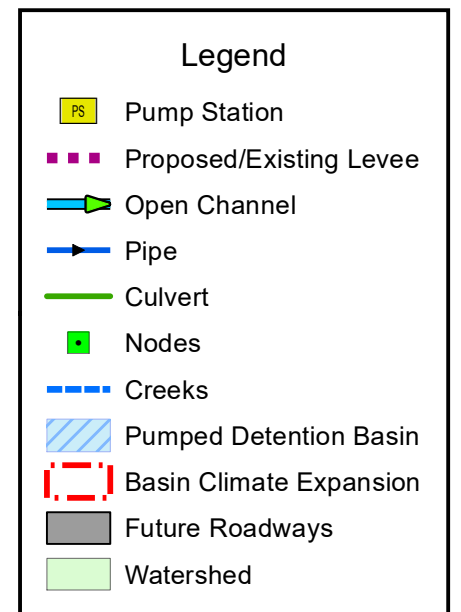 Legend
PS Pump Station
Proposed/Existing Levee
Open Channel
Pipe
Culvert
Nodes
Creeks
Pumped Detention Basin
Basin Climate Expansion
Future Roadways
Watershed